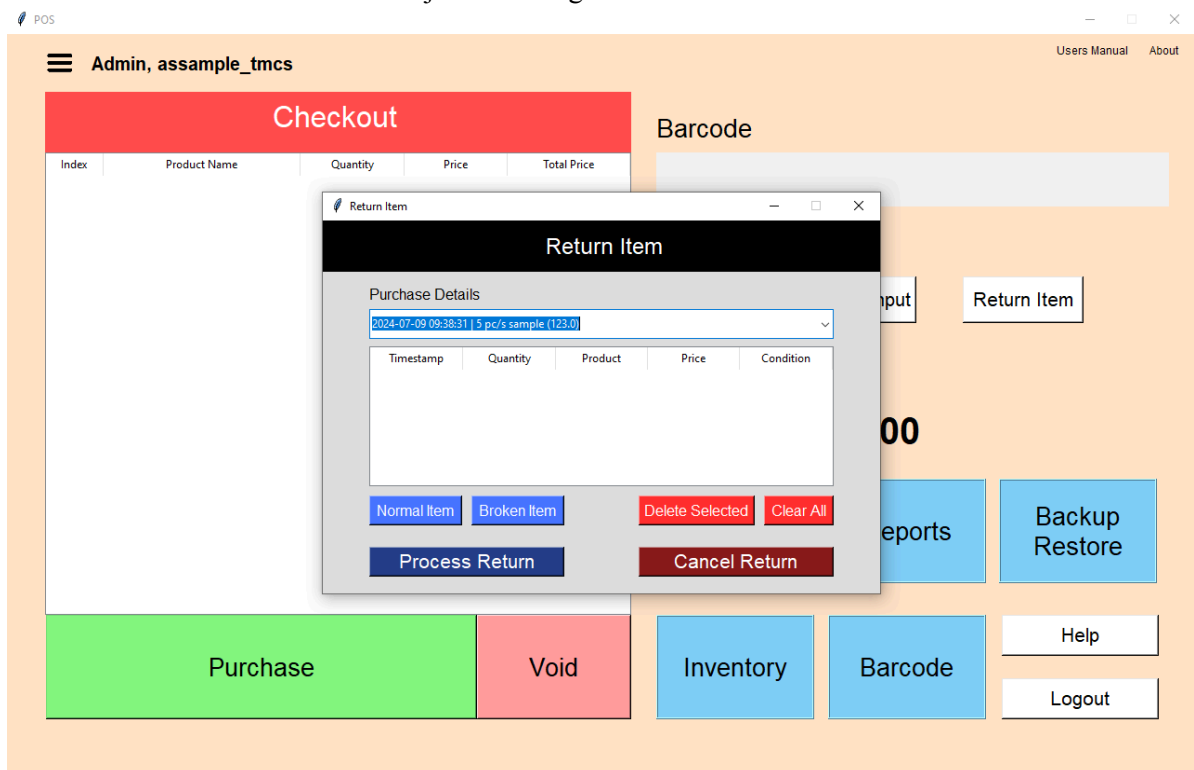 POS
Users Manual About
Admin, assample_tmcs
Checkout
Barcode
Index Product Name Quantity Price Total Price
Return Item
Return Item
Purchase Details
2024-07-09 09:38:31 | 5 pc/s sample (123.0)
Timestamp Quantity Product Price Condition
Normal Item Broken Item Delete Selected Clear All
Process Return Cancel Return
Return Item
00
Backup
Restore
Purchase Void Inventory Barcode
Help
Logout